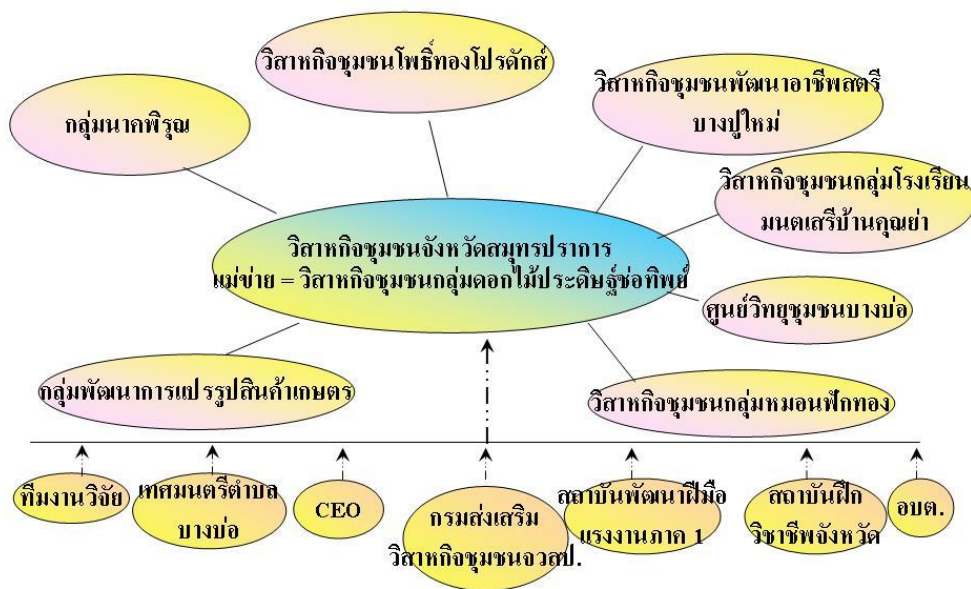 วิสาหกิจชุมชนโพธิ์ทองโปรดักส์
กลุ่มนาคพิรุณ
วิสาหกิจชุมชนพัฒนาอาชีพสตรี
บางปูใหม่
วิสาหกิจชุมชนกลุ่มโรงเรียน
มนตเสรีบ้านคุณย่า
วิสาหกิจชุมชนจังหวัดสมุทรปราการ
แม่ข่าย = วิสาหกิจชุมชนกลุ่มดอกไม้ประดิษฐ์ช่อทิพย์
ศูนย์วิทยุชุมชนบางบ่อ
กลุ่มพัฒนาการแปรรูปสินค้าเกษตร
วิสาหกิจชุมชนกลุ่มหมอนฟักทอง
ทีมงานวิจัย
เทศมนตรีตำบล
บางบ่อ
CEO
กรมส่งเสริม
วิสาหกิจชุมชนจวสป.
สถาบันพัฒนาฝีมือ
แรงงานภาค 1
สถาบันฝึก
วิชาชีพจังหวัด
อบต.